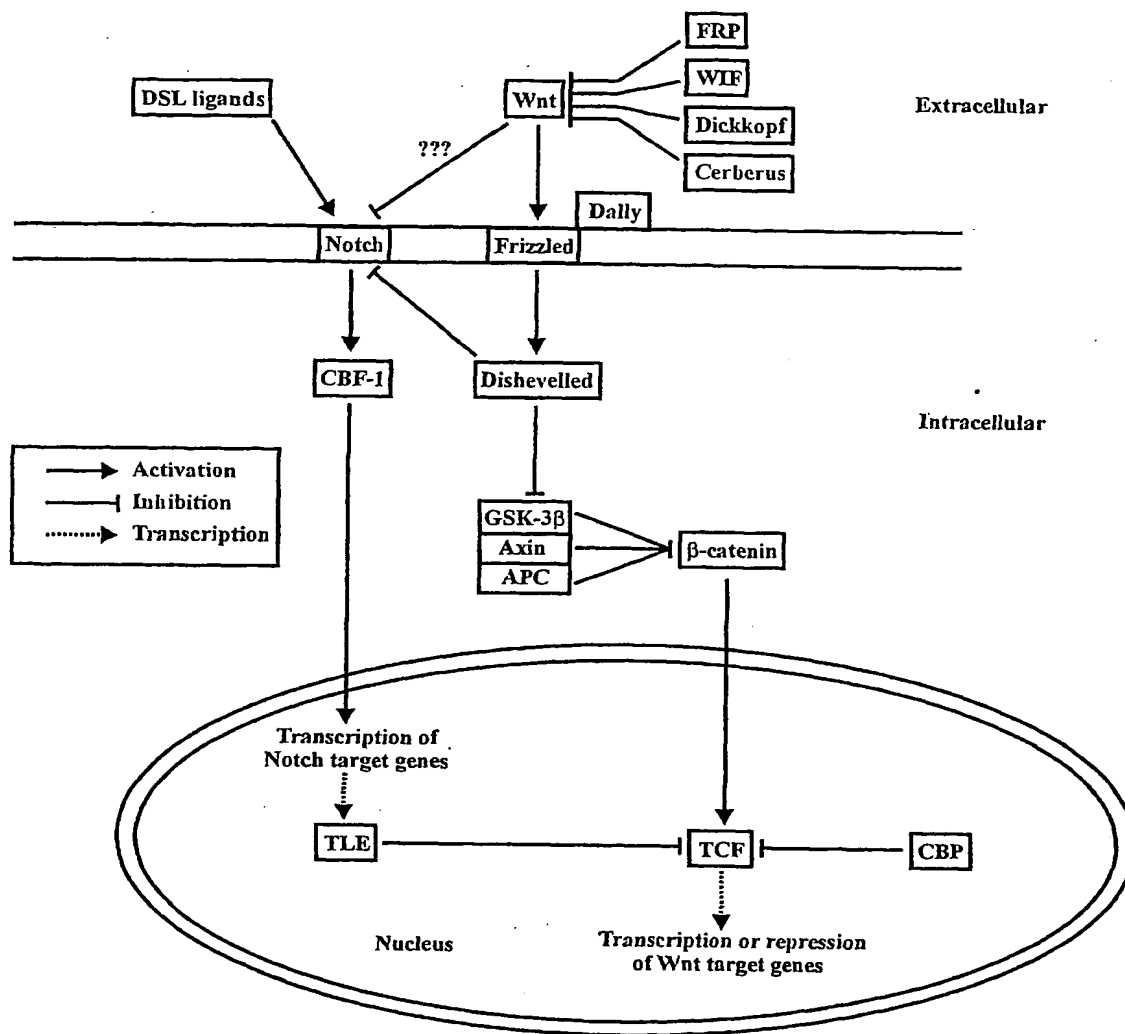 FRP
WIF
DSL ligands
Wnt
Extracellular
Dickkopf
???
Cerberus
Dally
Notch
Frizzled
CBF-1
Dishevelled
Intracellular
Activation
Inhibition
Transcription
GSK-3β
Axin
β-catenin
APC
Transcription of
Notch target genes
TLE
TCF
CBP
Nucleus
Transcription or repression
of Wnt target genes